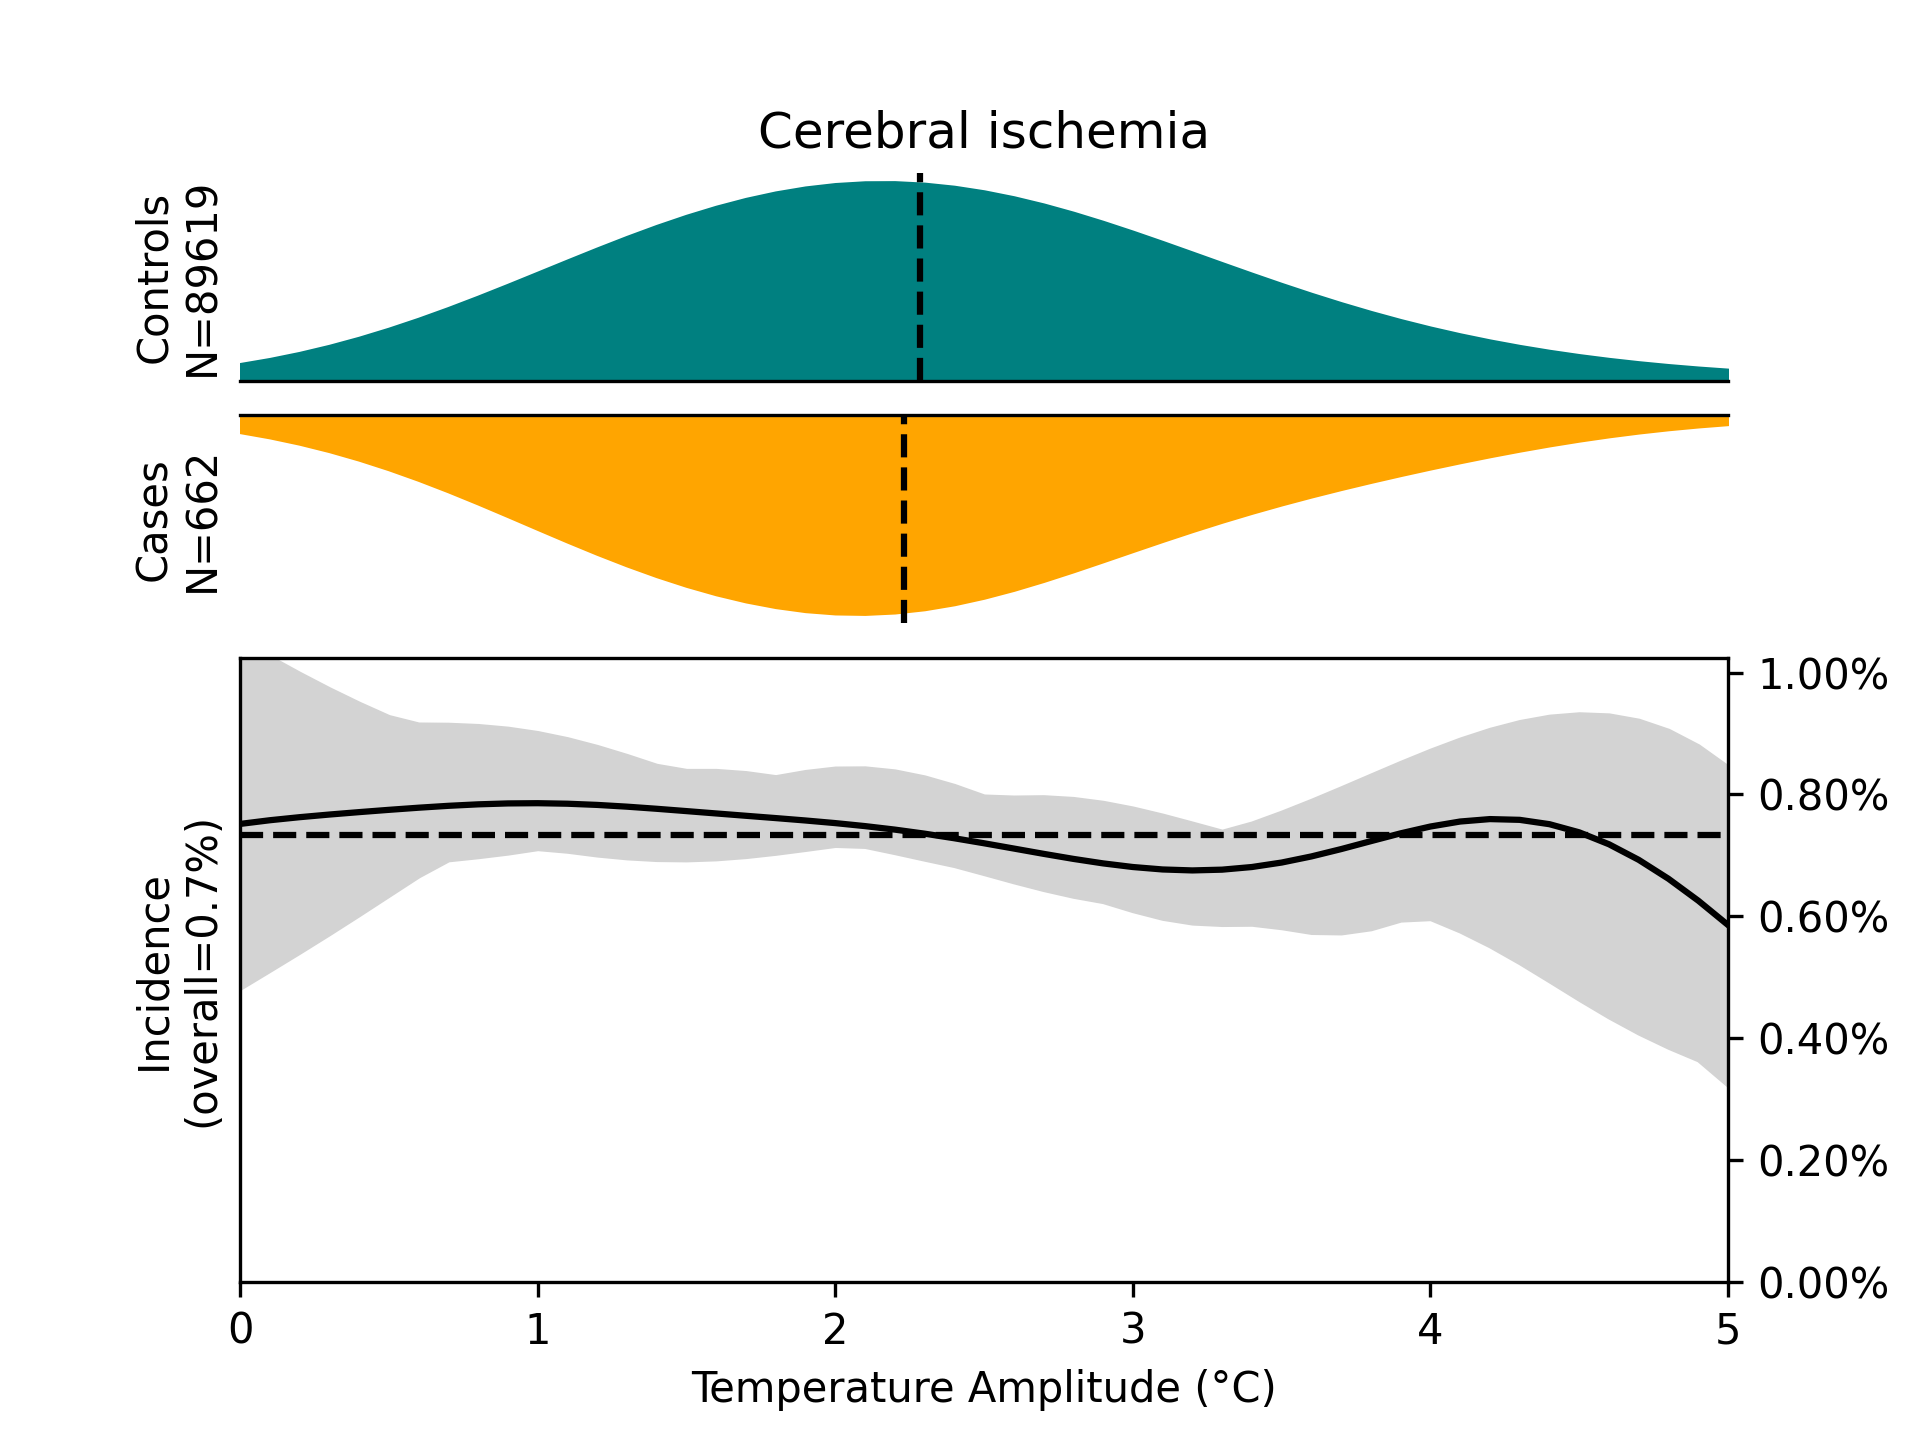 Cerebral ischemia
Controls
N=89619
Cases
N=662
Incidence
(overall=0.7%)
1.00%
0.80%
0.60%
0.40%
0.20%
0.00%
0 1 2 3 4 5
Temperature Amplitude (°C)